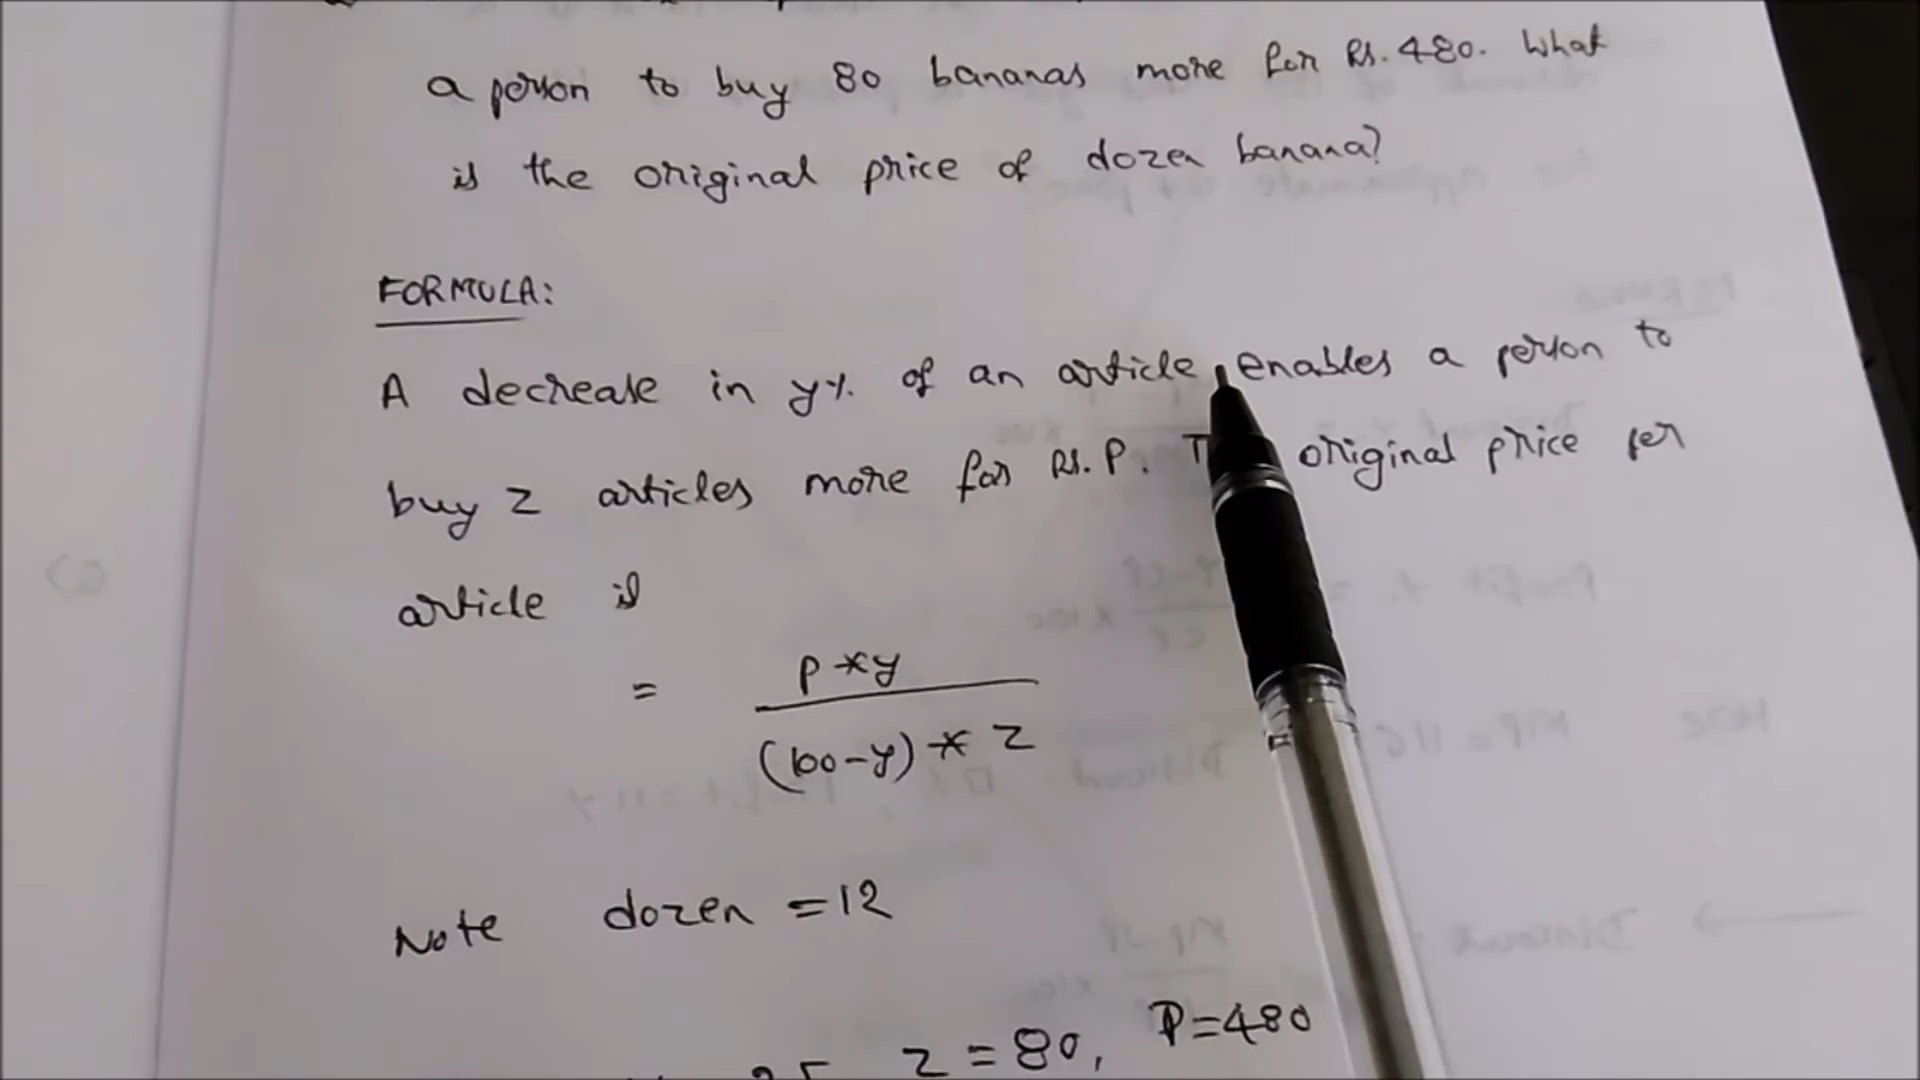 a person to buy 80 bananas more for Rs. 480. What
is the original price of dozen banana?
FORMULA:
A decrease in y% of an article enables a person to
buy z articles more for Rs. P. original price per
article is
= P*y
(100-y)*z
Note dozen =12
z = 80, P=480